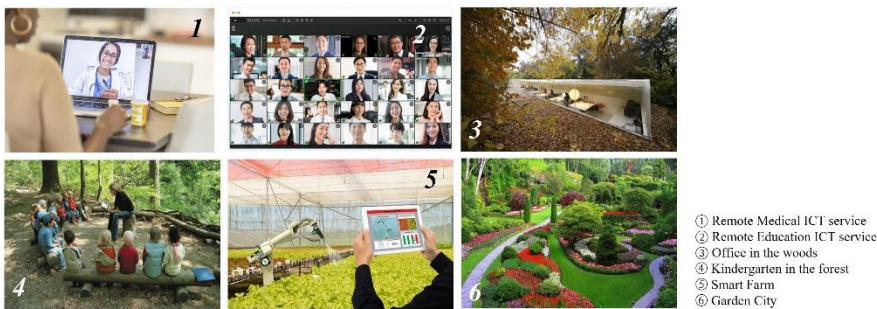 1
2
3
4
5
6
① Remote Medical ICT service
② Remote Education ICT service
③ Office in the woods
④ Kindergarten in the forest
⑤ Smart Farm
⑥ Garden City